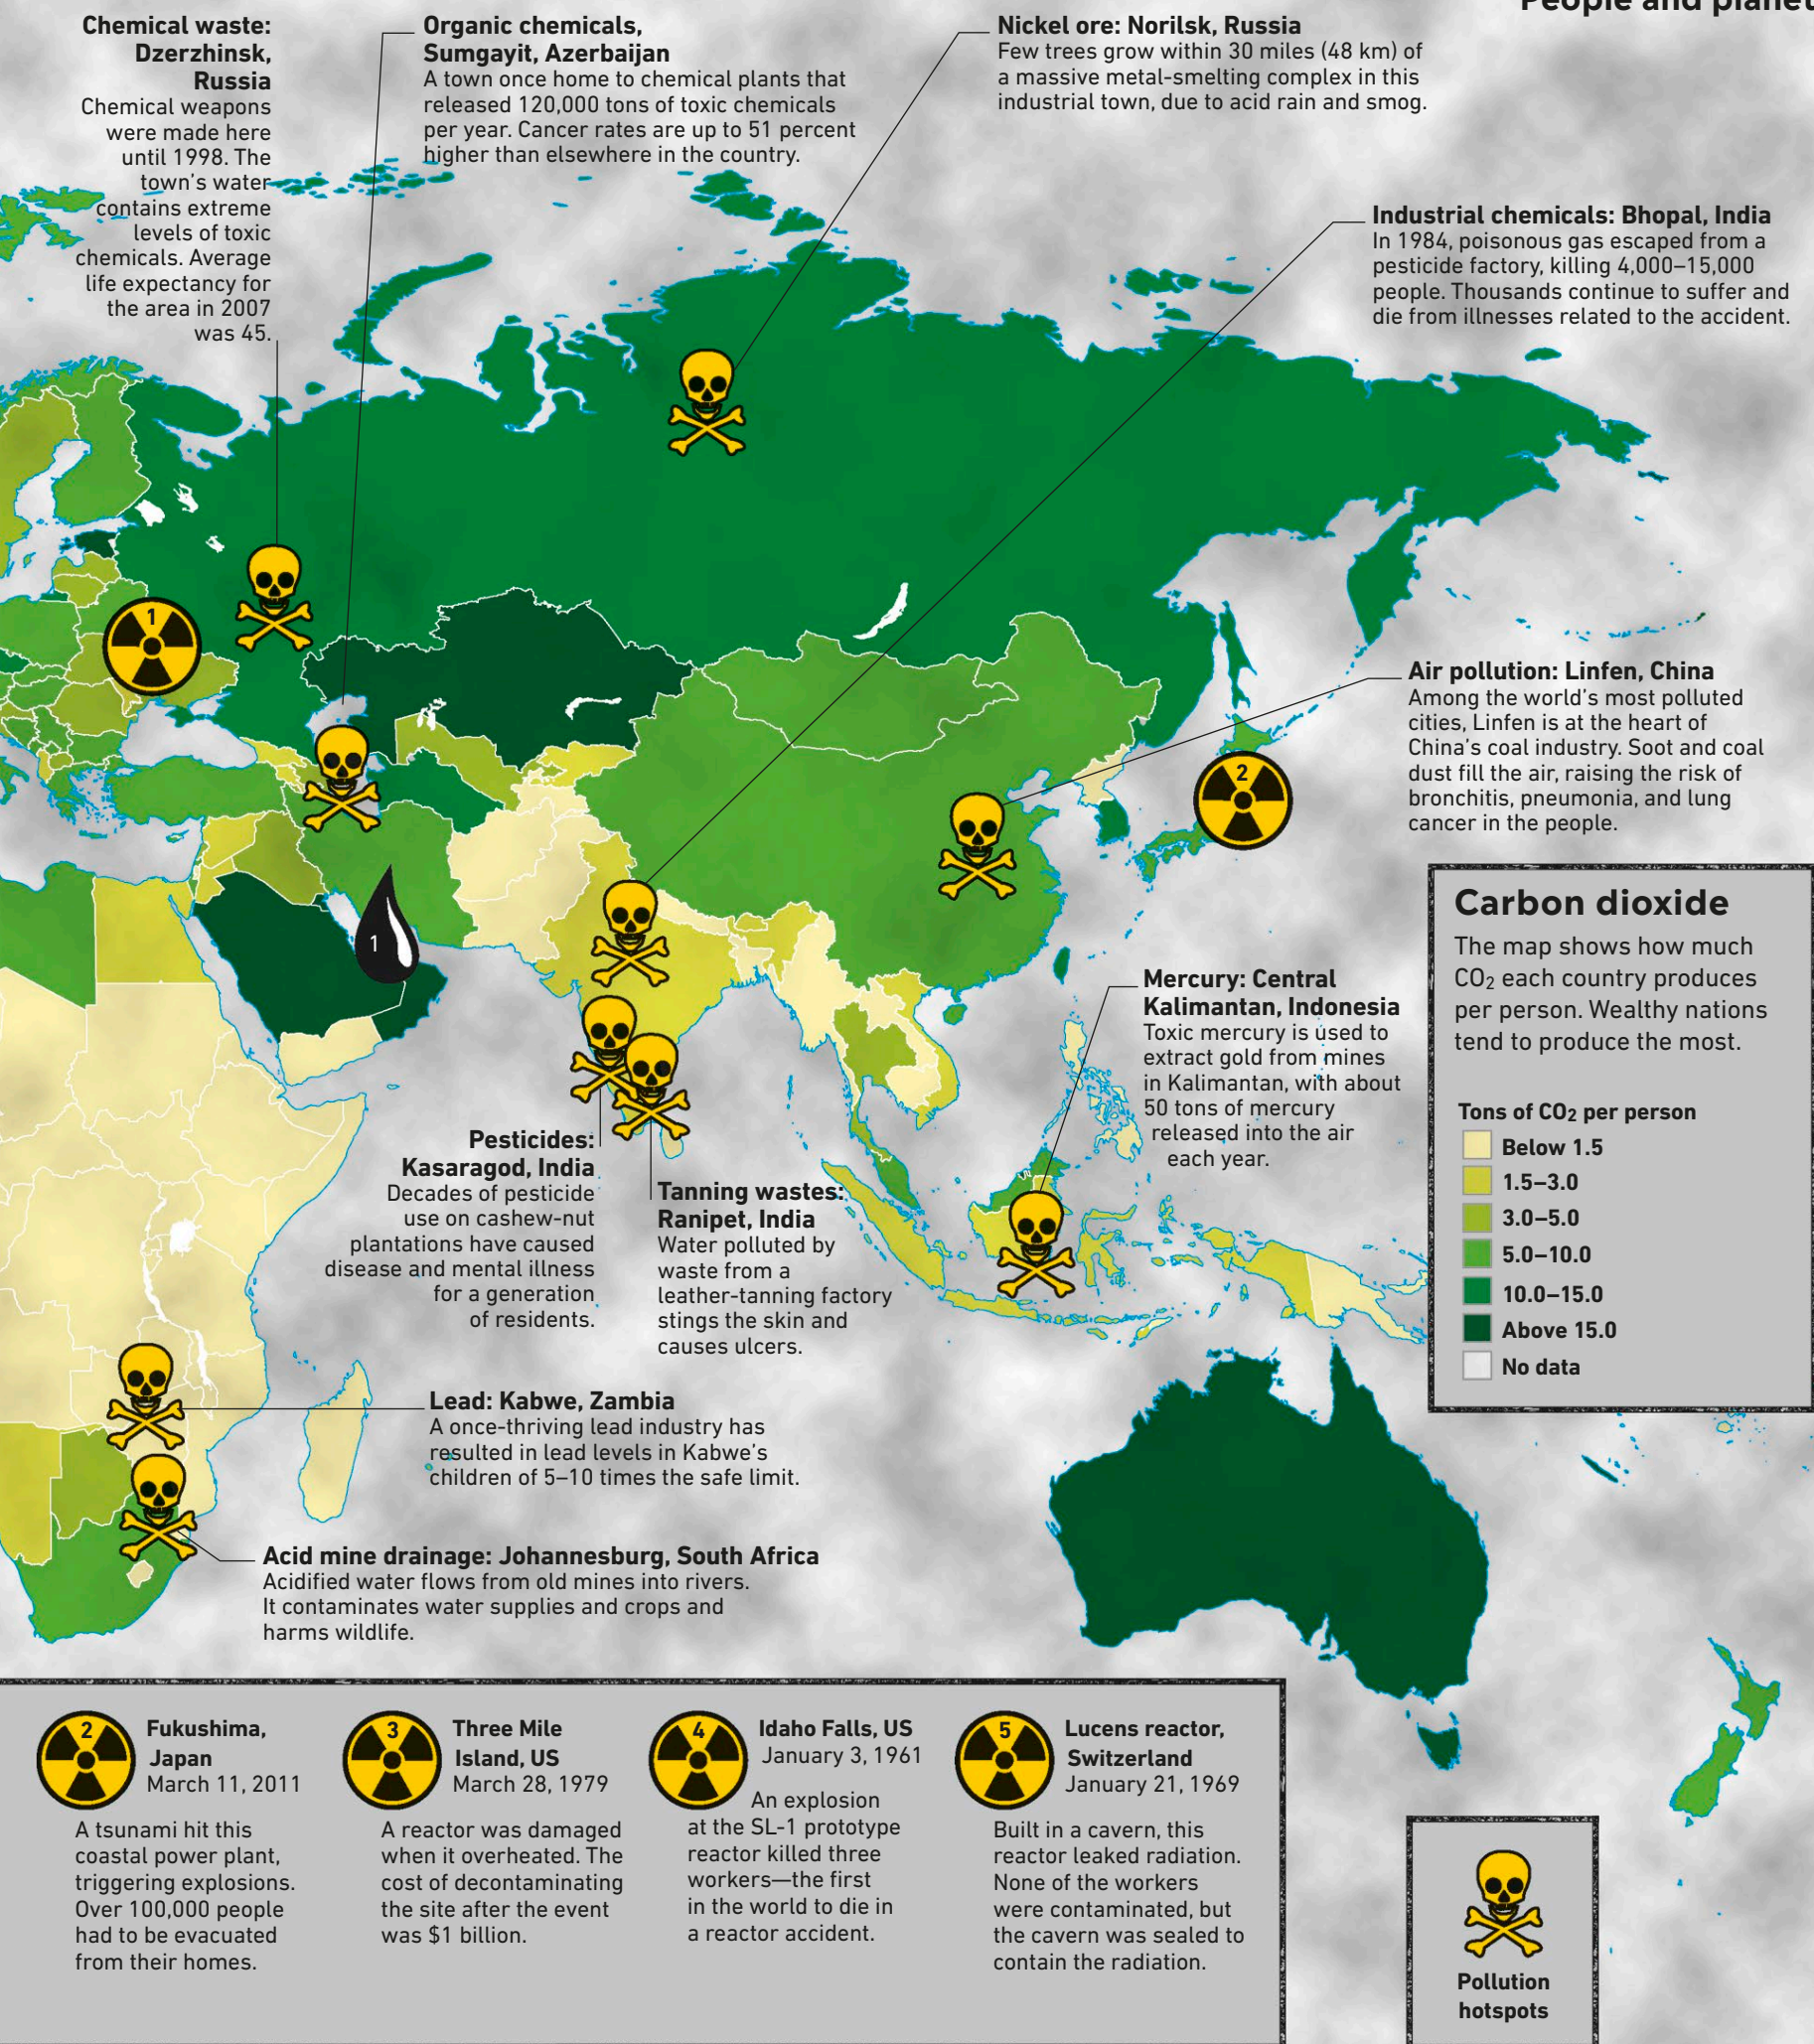 People and planet
Chemical waste:
Dzerzhinsk,
Russia
Chemical weapons
were made here
until 1998. The
town's water
contains extreme
levels of toxic
chemicals. Average
life expectancy for
the area in 2007
was 45.
Organic chemicals,
Sumgayit, Azerbaijan
A town once home to chemical plants that
released 120,000 tons of toxic chemicals
per year. Cancer rates are up to 51 percent
higher than elsewhere in the country.
Nickel ore: Norilsk, Russia
Few trees grow within 30 miles (48 km) of
a massive metal-smelting complex in this
industrial town, due to acid rain and smog.
Industrial chemicals: Bhopal, India
In 1984, poisonous gas escaped from a
pesticide factory, killing 4,000–15,000
people. Thousands continue to suffer and
die from illnesses related to the accident.
1
Air pollution: Linfen, China
Among the world's most polluted
cities, Linfen is at the heart of
China's coal industry. Soot and coal
dust fill the air, raising the risk of
bronchitis, pneumonia, and lung
cancer in the people.
2
1
Carbon dioxide
The map shows how much
CO₂ each country produces
per person. Wealthy nations
tend to produce the most.
Tons of CO₂ per person
Below 1.5
1.5–3.0
3.0–5.0
5.0–10.0
10.0–15.0
Above 15.0
No data
Mercury: Central
Kalimantan, Indonesia
Toxic mercury is used to
extract gold from mines
in Kalimantan, with about
50 tons of mercury
released into the air
each year.
Pesticides:
Kasaragod, India
Decades of pesticide
use on cashew-nut
plantations have caused
disease and mental illness
for a generation
of residents.
Tanning wastes:
Ranipet, India
Water polluted by
waste from a
leather-tanning factory
stings the skin and
causes ulcers.
Lead: Kabwe, Zambia
A once-thriving lead industry has
resulted in lead levels in Kabwe's
children of 5–10 times the safe limit.
Acid mine drainage: Johannesburg, South Africa
Acidified water flows from old mines into rivers.
It contaminates water supplies and crops and
harms wildlife.
2
Fukushima,
Japan
March 11, 2011
A tsunami hit this
coastal power plant,
triggering explosions.
Over 100,000 people
had to be evacuated
from their homes.
3
Three Mile
Island, US
March 28, 1979
A reactor was damaged
when it overheated. The
cost of decontaminating
the site after the event
was $1 billion.
4
Idaho Falls, US
January 3, 1961
An explosion
at the SL-1 prototype
reactor killed three
workers—the first
in the world to die in
a reactor accident.
5
Lucens reactor,
Switzerland
January 21, 1969
Built in a cavern, this
reactor leaked radiation.
None of the workers
were contaminated, but
the cavern was sealed to
contain the radiation.
Pollution
hotspots